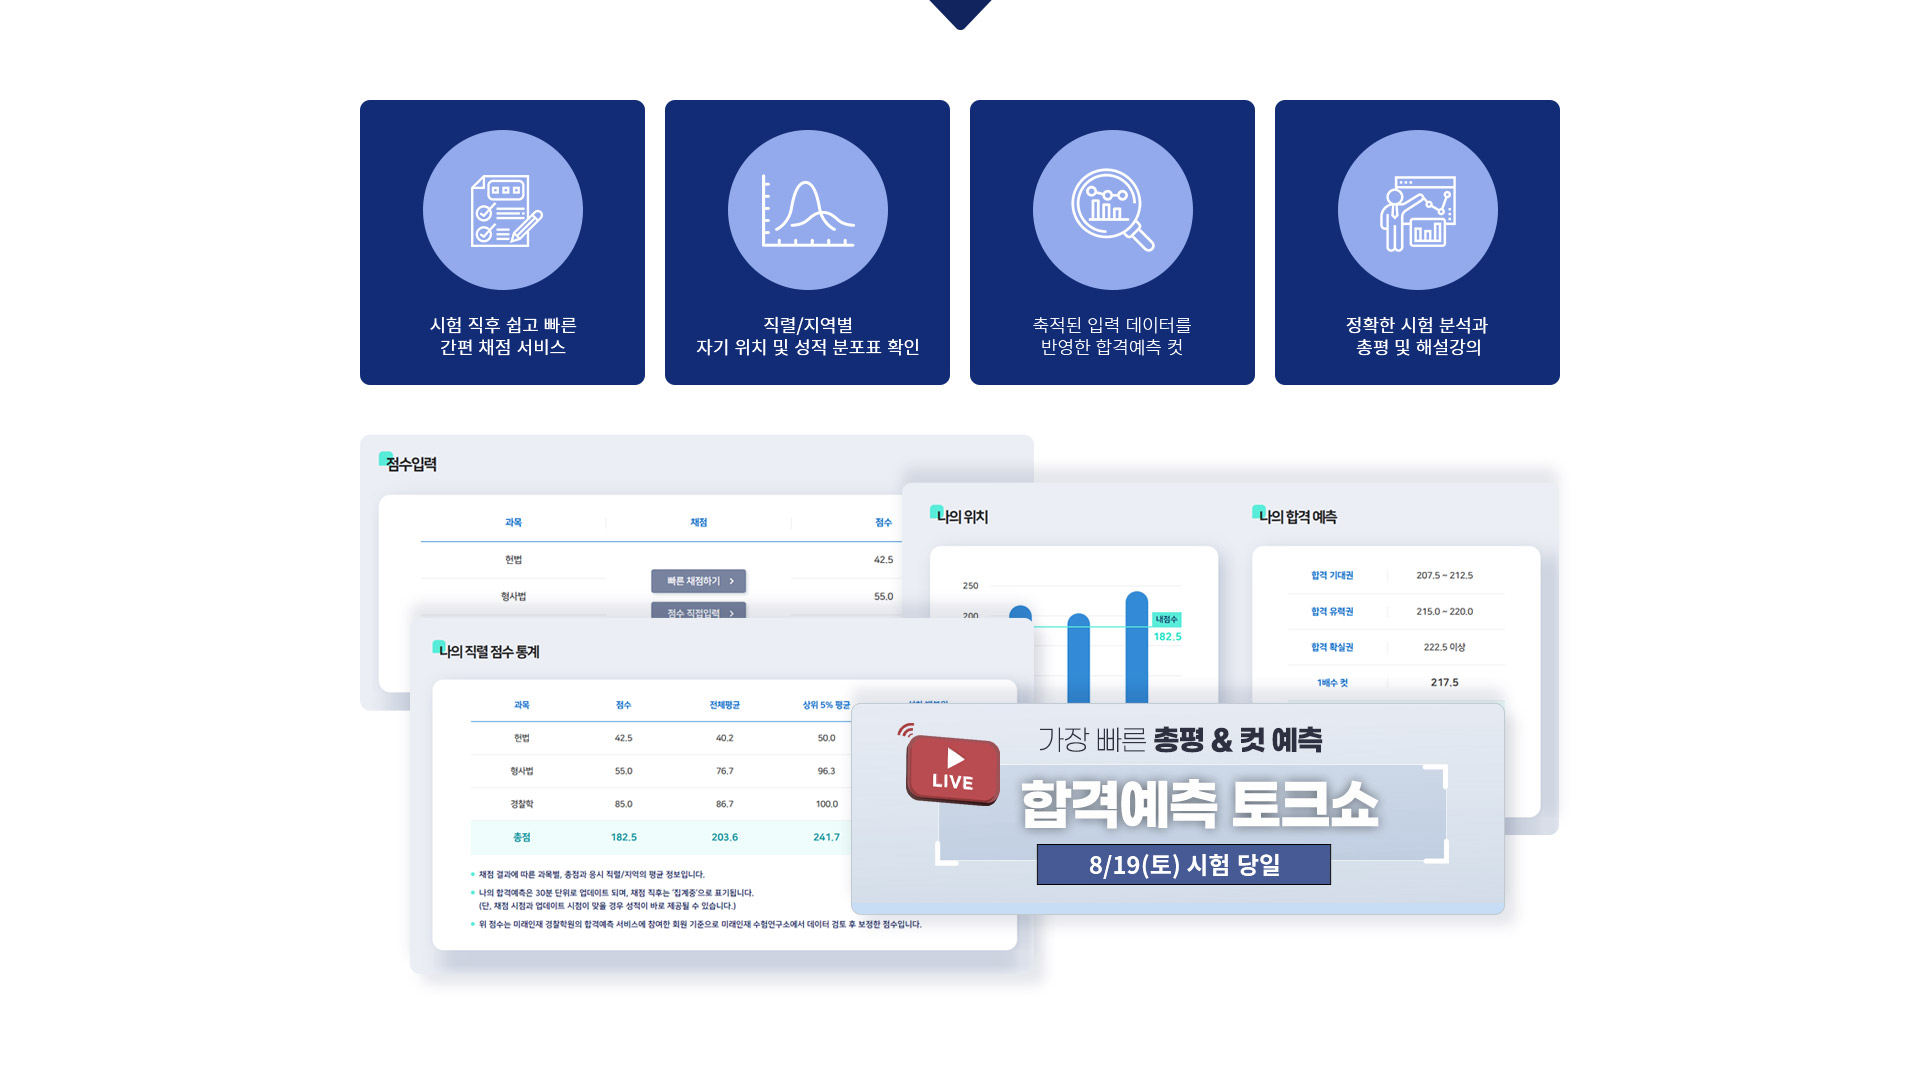 시험 직후 쉽고 빠른
간편 채점 서비스
직렬/지역별
자기 위치 및 성적 분포표 확인
축적된 입력 데이터를
반영한 합격예측 컷
정확한 시험 분석과
총평 및 해설강의
점수입력
과목 채점 점수
헌법 42.5
빠른 채점하기 >
형사법 55.0
점수 직접입력 >
나의 위치
250
200
내점수
182.5
나의 합격 예측
합격 기대권 207.5 ~ 212.5
합격 유력권 215.0 ~ 220.0
합격 확실권 222.5 이상
1배수 컷 217.5
나의 직렬 점수 통계
과목 점수 전체평균 상위 5% 평균
헌법 42.5 40.2 50.0
형사법 55.0 76.7 96.3
경찰학 85.0 86.7 100.0
총점 182.5 203.6 241.7
채점 결과에 따른 과목별, 총점과 응시 직렬/지역의 평균 정보입니다.
나의 합격예측은 30분 단위로 업데이트 되며, 채점 직후는 '집계중'으로 표기됩니다.
(단, 채점 시점과 업데이트 시점이 맞을 경우 성적이 바로 제공될 수 있습니다.)
위 점수는 미래인재 경찰학원의 합격예측 서비스에 참여한 회원 기준으로 미래인재 수험연구소에서 데이터 검토 후 보정한 점수입니다.
LIVE
가장 빠른 총평 & 컷 예측
합격예측 토크쇼
8/19(토) 시험 당일